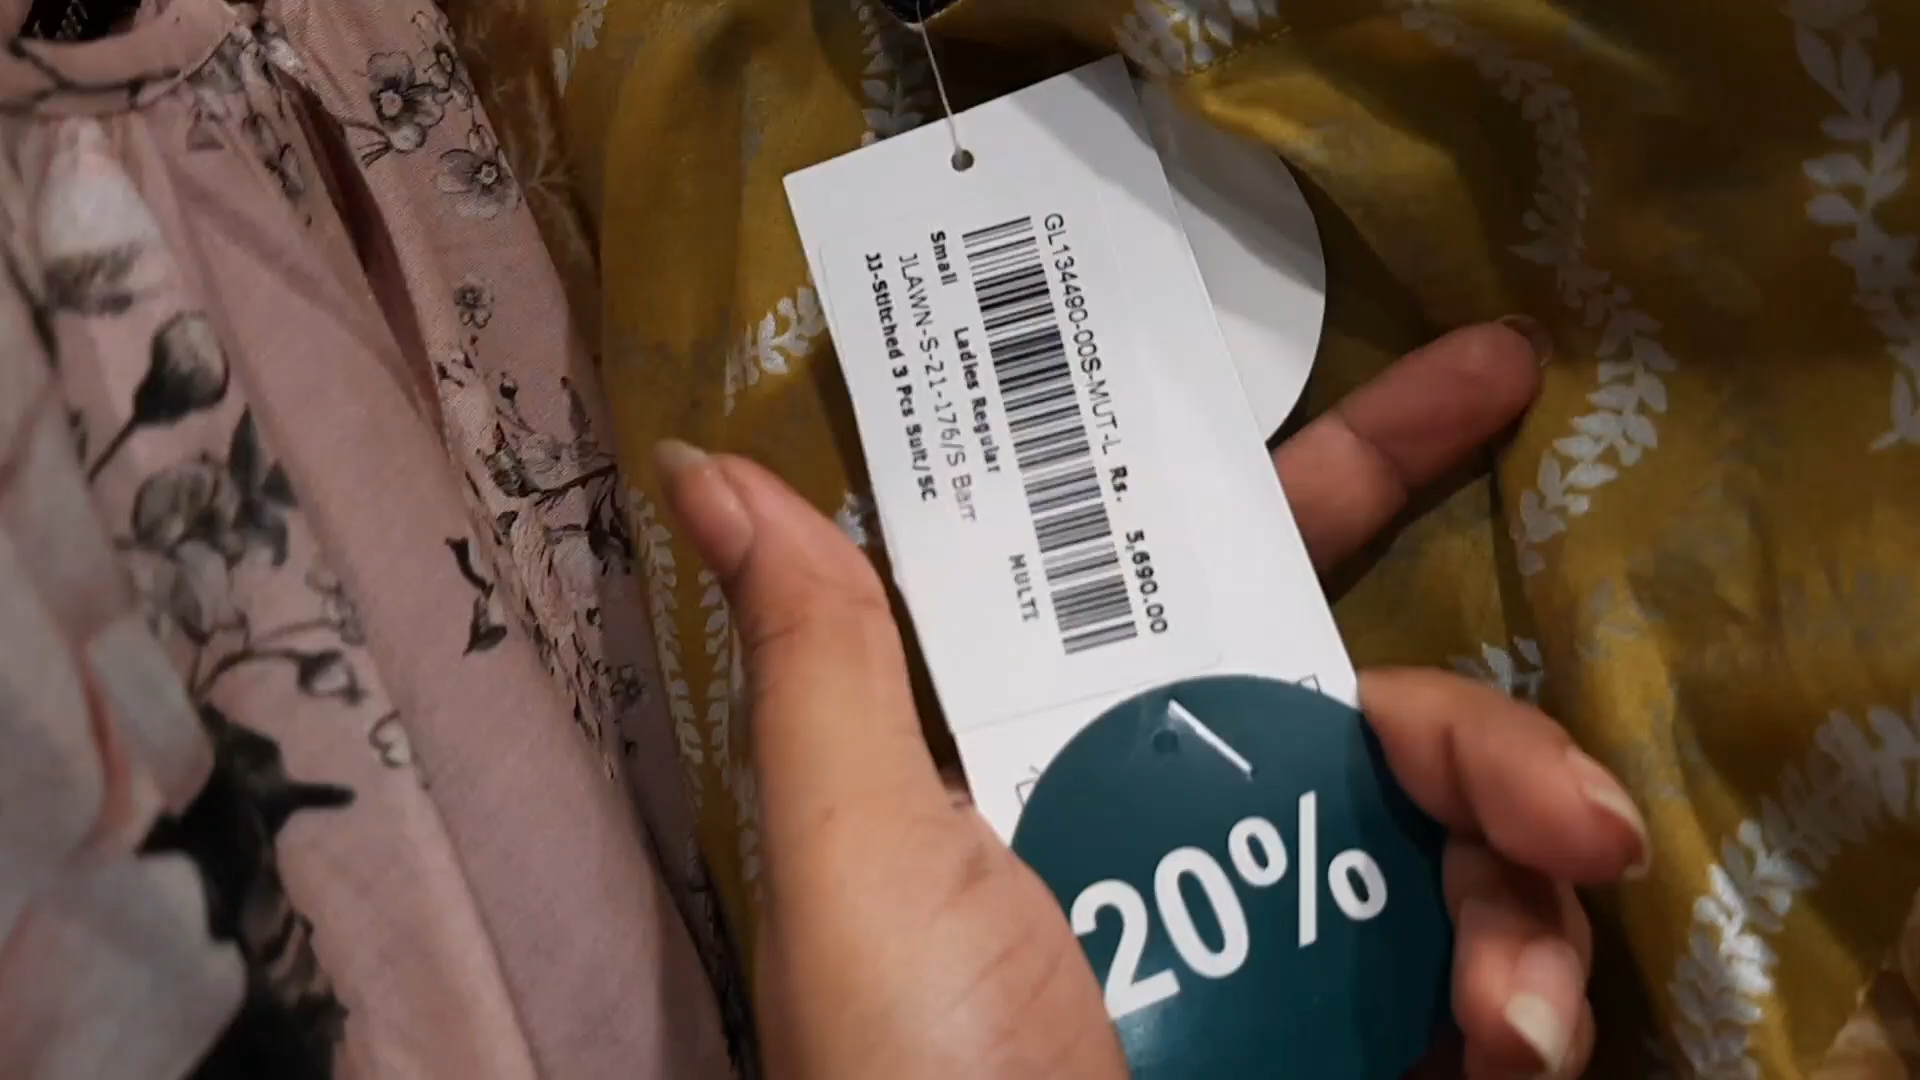 GL134490-00S-MUT-L Rs. 5,690.00
MULTI
Small Ladies Regular
JLAWN-S-21-176/S Barr
JJ-Stitched 3 Pcs Suit/SC
20%